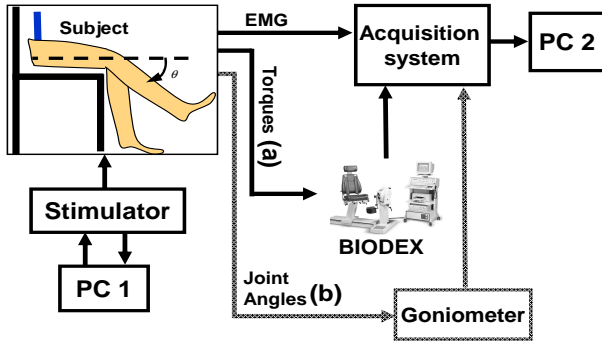 Subject
θ
EMG
Acquisition
system
PC 2
Torques (a)
BIODEX
Stimulator
PC 1
Joint
Angles (b)
Goniometer